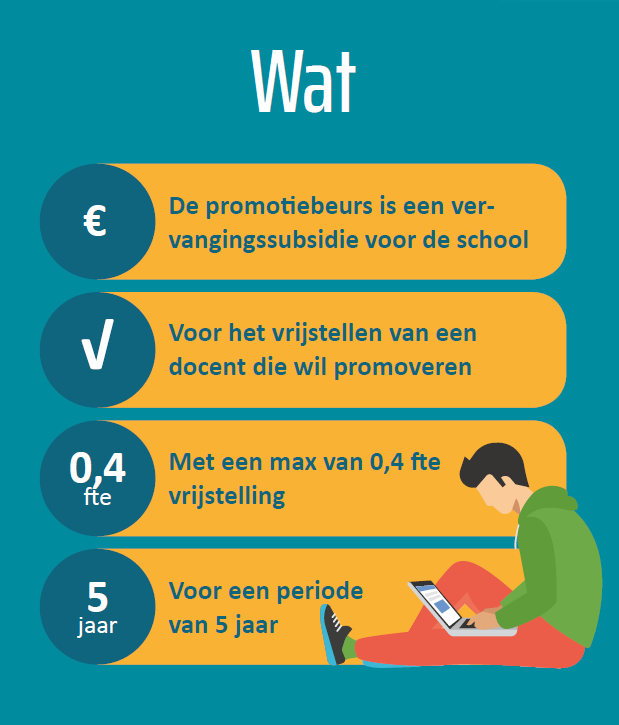 Wat
€
De promotiebeurs is een ver-
vangingssubsidie voor de school
√
Voor het vrijstellen van een
docent die wil promoveren
0,4
fte
Met een max van 0,4 fte
vrijstelling
5
jaar
Voor een periode
van 5 jaar